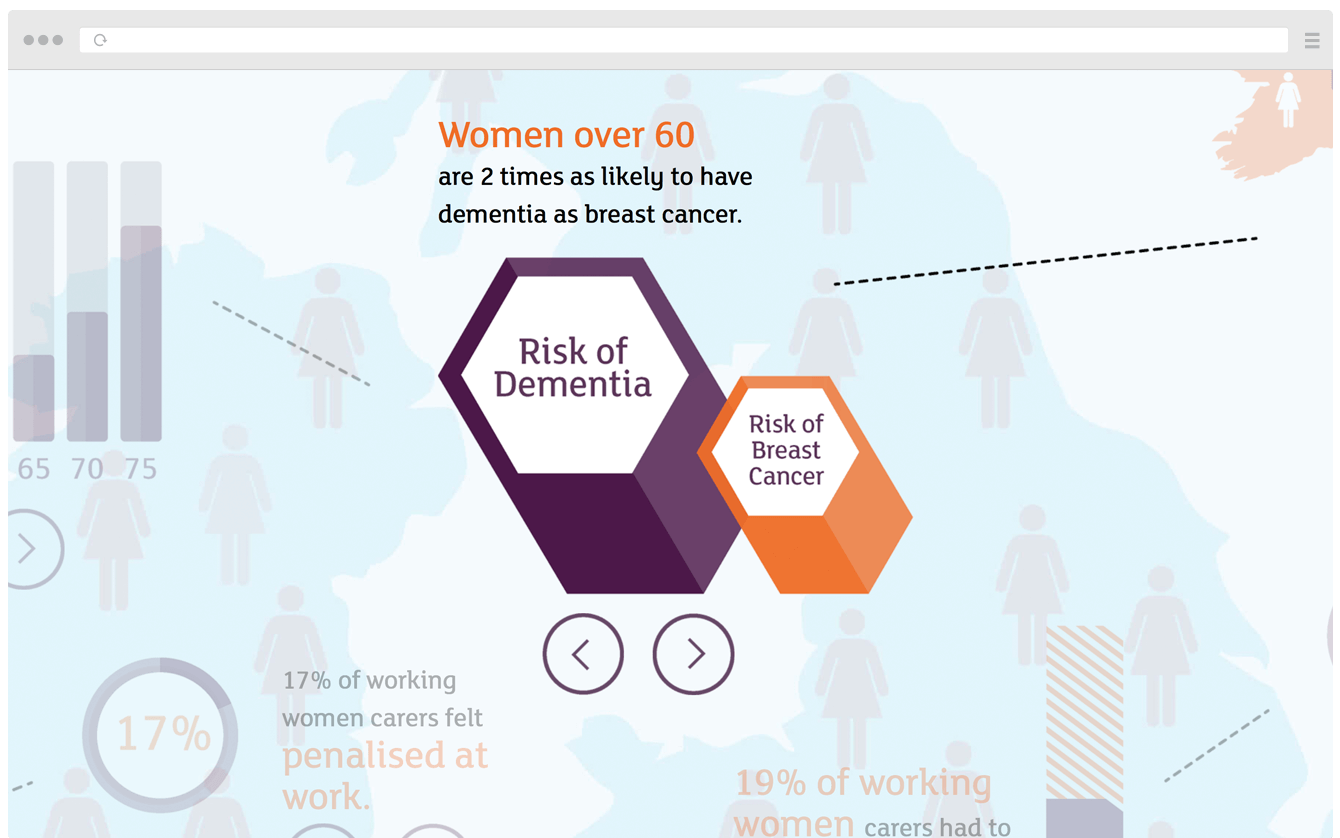 Women over 60
are 2 times as likely to have
dementia as breast cancer.
Risk of
Dementia
Risk of
Breast
Cancer
65 70 75
17%
17% of working
women carers felt
penalised at
work.
19% of working
women carers had to